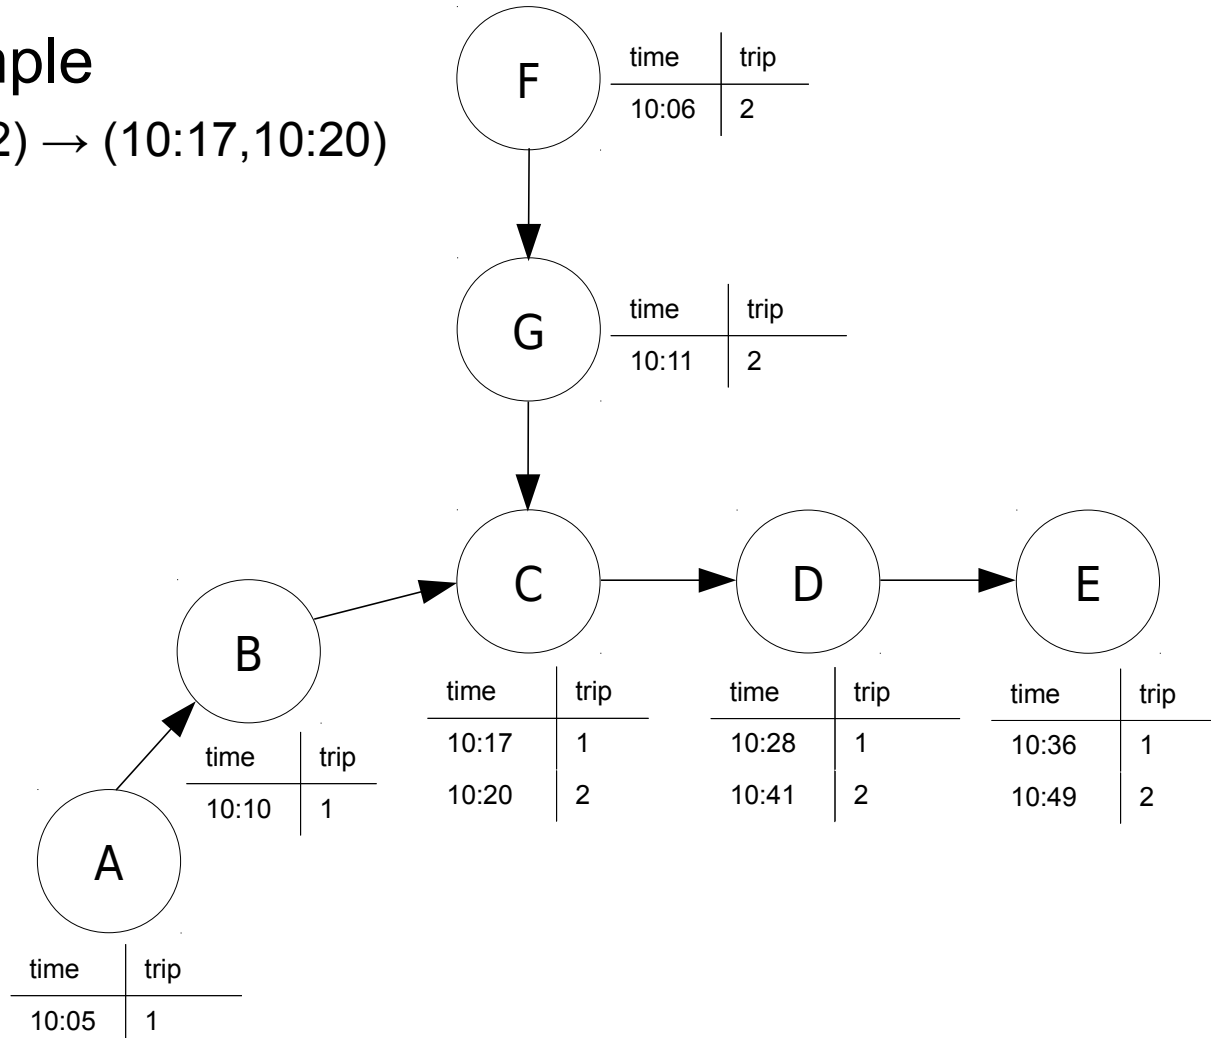 mple
2) → (10:17,10:20)
F
time trip
10:06 2
G
time trip
10:11 2
C
D
E
B
time trip
10:17 1
10:20 2
time trip
10:28 1
10:41 2
time trip
10:36 1
10:49 2
time trip
10:10 1
A
time trip
10:05 1